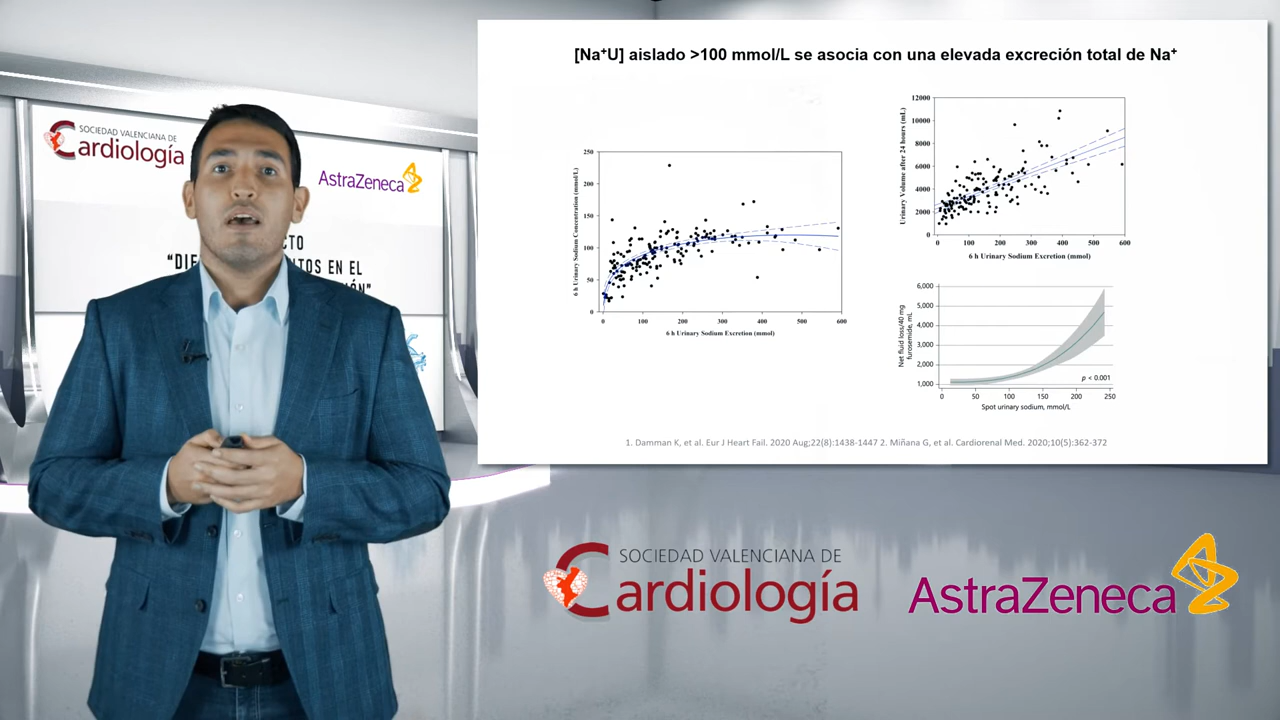 [Na⁺U] aislado >100 mmol/L se asocia con una elevada excreción total de Na⁺
SOCIEDAD VALENCIANA DE
Cardiología
AstraZeneca
CTO
"DIE
TOS EN EL
ÓN"
6 h Urinary Sodium Concentration (mmol/L)
250
200
150
100
50
0
0 100 200 300 400 500 600
6 h Urinary Sodium Excretion (mmol)
Urinary Volume after 24 hours (mL)
12000
10000
8000
6000
4000
2000
0
0 100 200 300 400 500 600
6 h Urinary Sodium Excretion (mmol)
Net fluid loss/40 mg
furosemide, mL
6,000
5,000
4,000
3,000
2,000
1,000
p < 0.001
0 50 100 150 200 250
Spot urinary sodium, mmol/L
1. Damman K, et al. Eur J Heart Fail. 2020 Aug;22(8):1438-1447 2. Miñana G, et al. Cardiorenal Med. 2020;10(5):362-372
SOCIEDAD VALENCIANA DE
Cardiología
AstraZeneca